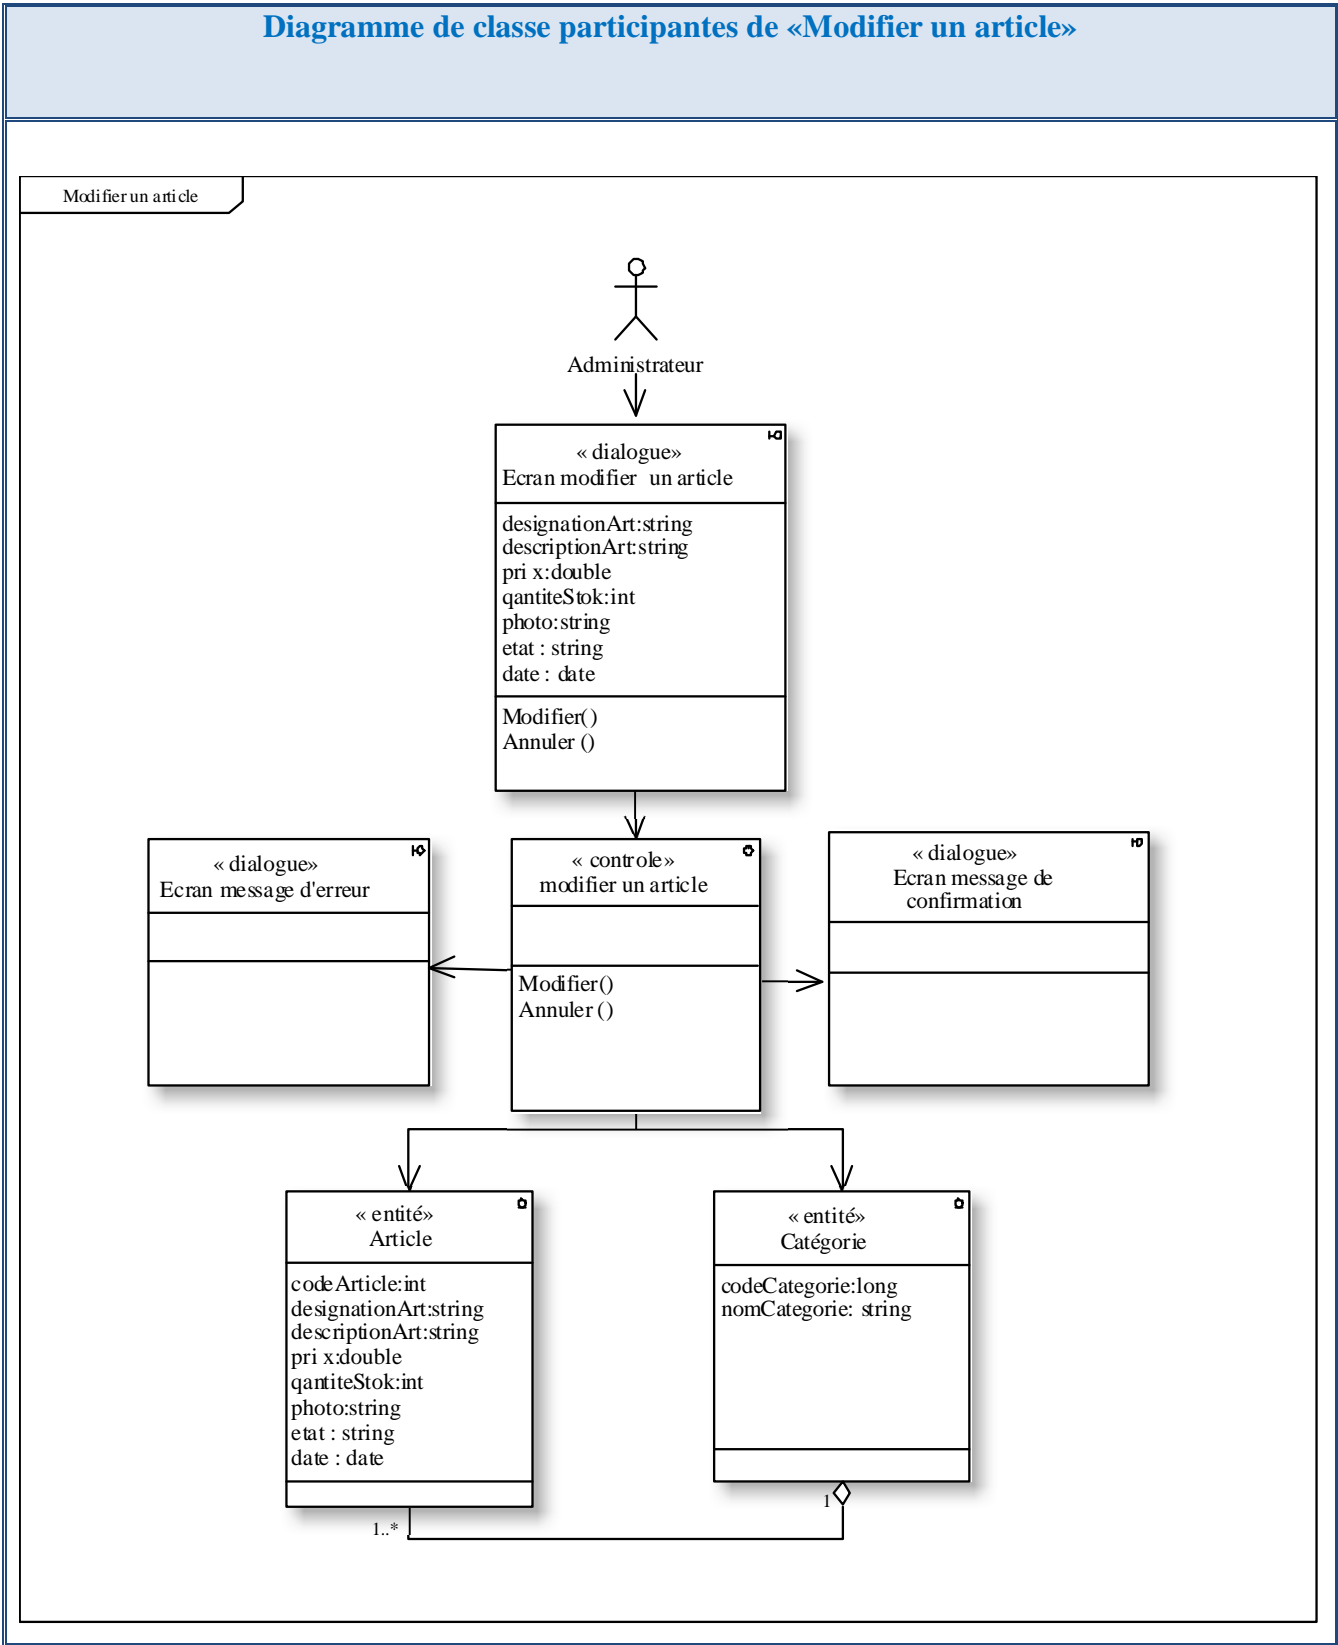 Diagramme de classe participantes de «Modifier un article»
Modifier un article
Administrateur
« dialogue»
Ecran modifier un article
designationArt:string
descriptionArt:string
pri x:double
qantiteStok:int
photo:string
etat : string
date : date
Modifier()
Annuler ()
« dialogue»
Ecran message d'erreur
« controle»
modifier un article
Modifier()
Annuler ()
« dialogue»
Ecran message de
confirmation
« entité»
Article
codeArticle:int
designationArt:string
descriptionArt:string
pri x:double
qantiteStok:int
photo:string
etat : string
date : date
« entité»
Catégorie
codeCategorie:long
nomCategorie: string
1
1..*